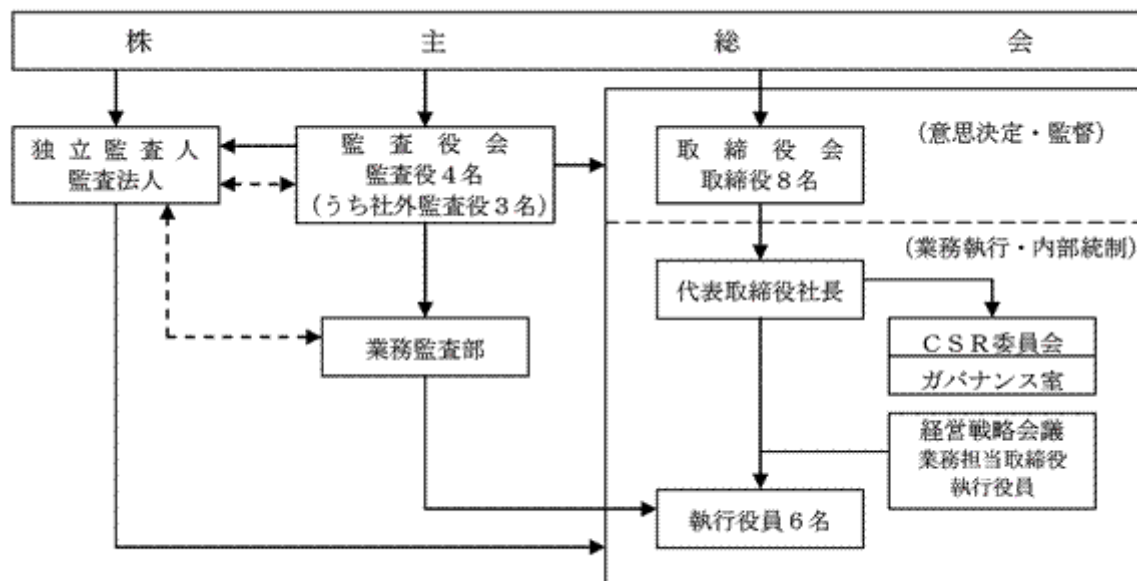 株主総会
独立監査人
監査法人
監査役会
監査役4名
(うち社外監査役3名)
取締役会
取締役8名
(意思決定・監督)
(業務執行・内部統制)
代表取締役社長
業務監査部
CSR委員会
ガバナンス室
経営戦略会議
業務担当取締役
執行役員
執行役員6名